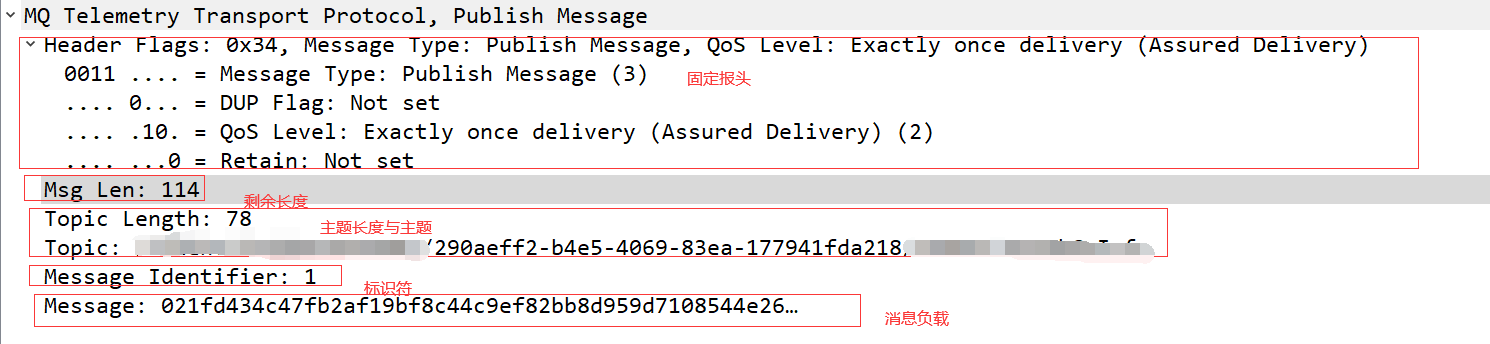 MQ Telemetry Transport Protocol, Publish Message
Header Flags: 0x34, Message Type: Publish Message, QoS Level: Exactly once delivery (Assured Delivery)
0011 .... = Message Type: Publish Message (3)
固定报头
.... 0... = DUP Flag: Not set
.... .10. = QoS Level: Exactly once delivery (Assured Delivery) (2)
.... ...0 = Retain: Not set
Msg Len: 114
剩余长度
Topic Length: 78
主题长度与主题
Topic: /290aeff2-b4e5-4069-83ea-177941fda218/
Message Identifier: 1
标识符
Message: 021fd434c47fb2af19bf8c44c9ef82bb8d959d7108544e26…
消息负载